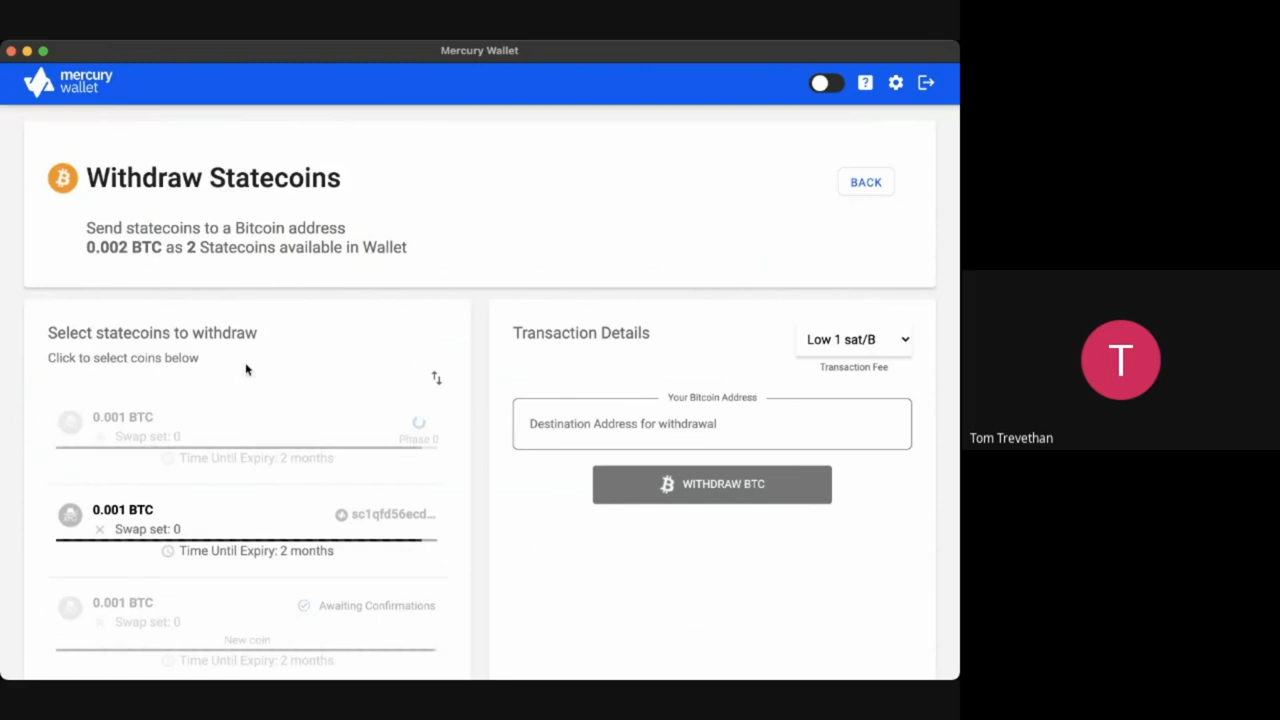 Mercury Wallet
mercury
wallet
?
Withdraw Statecoins
BACK
Send statecoins to a Bitcoin address
0.002 BTC as 2 Statecoins available in Wallet
Select statecoins to withdraw
Click to select coins below
0.001 BTC
Swap set: 0
Phase 0
Time Until Expiry: 2 months
0.001 BTC
sc1qfd56ecd...
Swap set: 0
Time Until Expiry: 2 months
0.001 BTC
Awaiting Confirmations
Swap set: 0
New coin
Time Until Expiry: 2 months
Transaction Details
Low 1 sat/B
Transaction Fee
Your Bitcoin Address
Destination Address for withdrawal
WITHDRAW BTC
T
Tom Trevethan